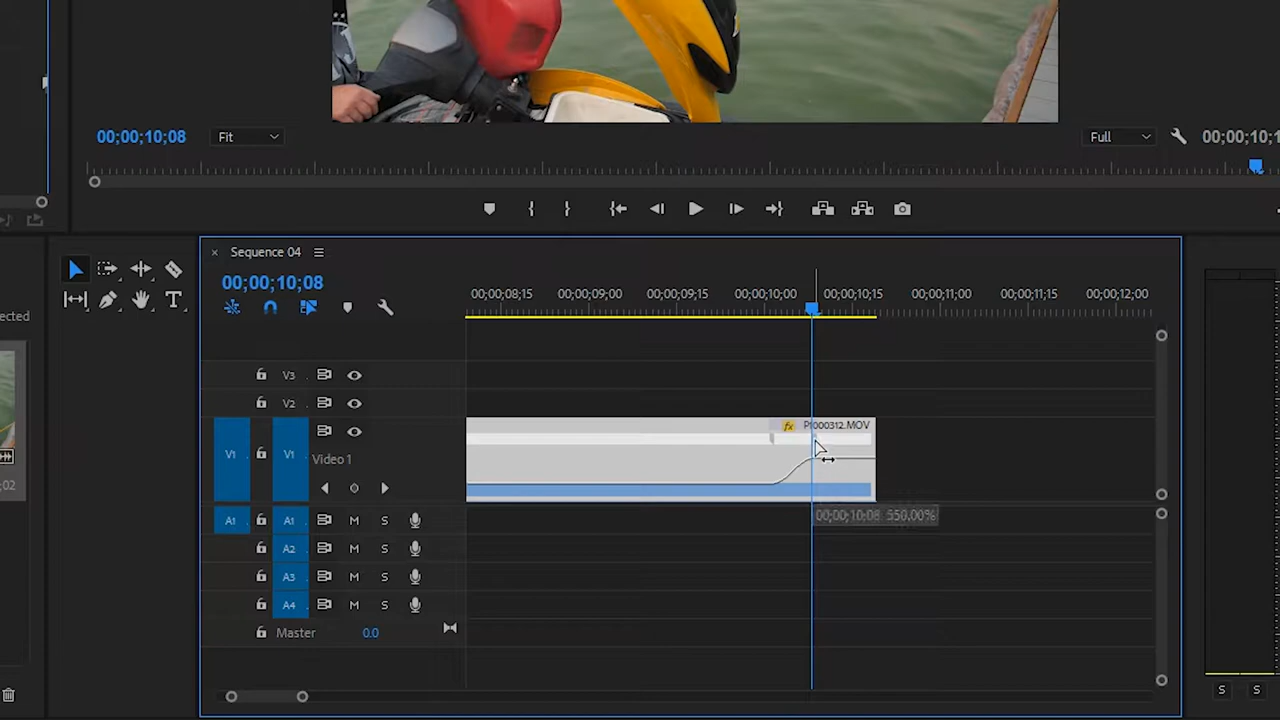 00;00;10;08 Fit Full 00;00;10;1
Sequence 04
00;00;10;08
00;00;08;15 00;00;09;00 00;00;09;15 00;00;10;00 00;00;10;15 00;00;11;00 00;00;11;15 00;00;12;00
ected
V3
V2
fx P1000312.MOV
V1 V1 Video 1
;02
A1 A1 M S 00;00;10;08 550.00%
A2 M S
A3 M S
A4 M S
Master 0.0
S S